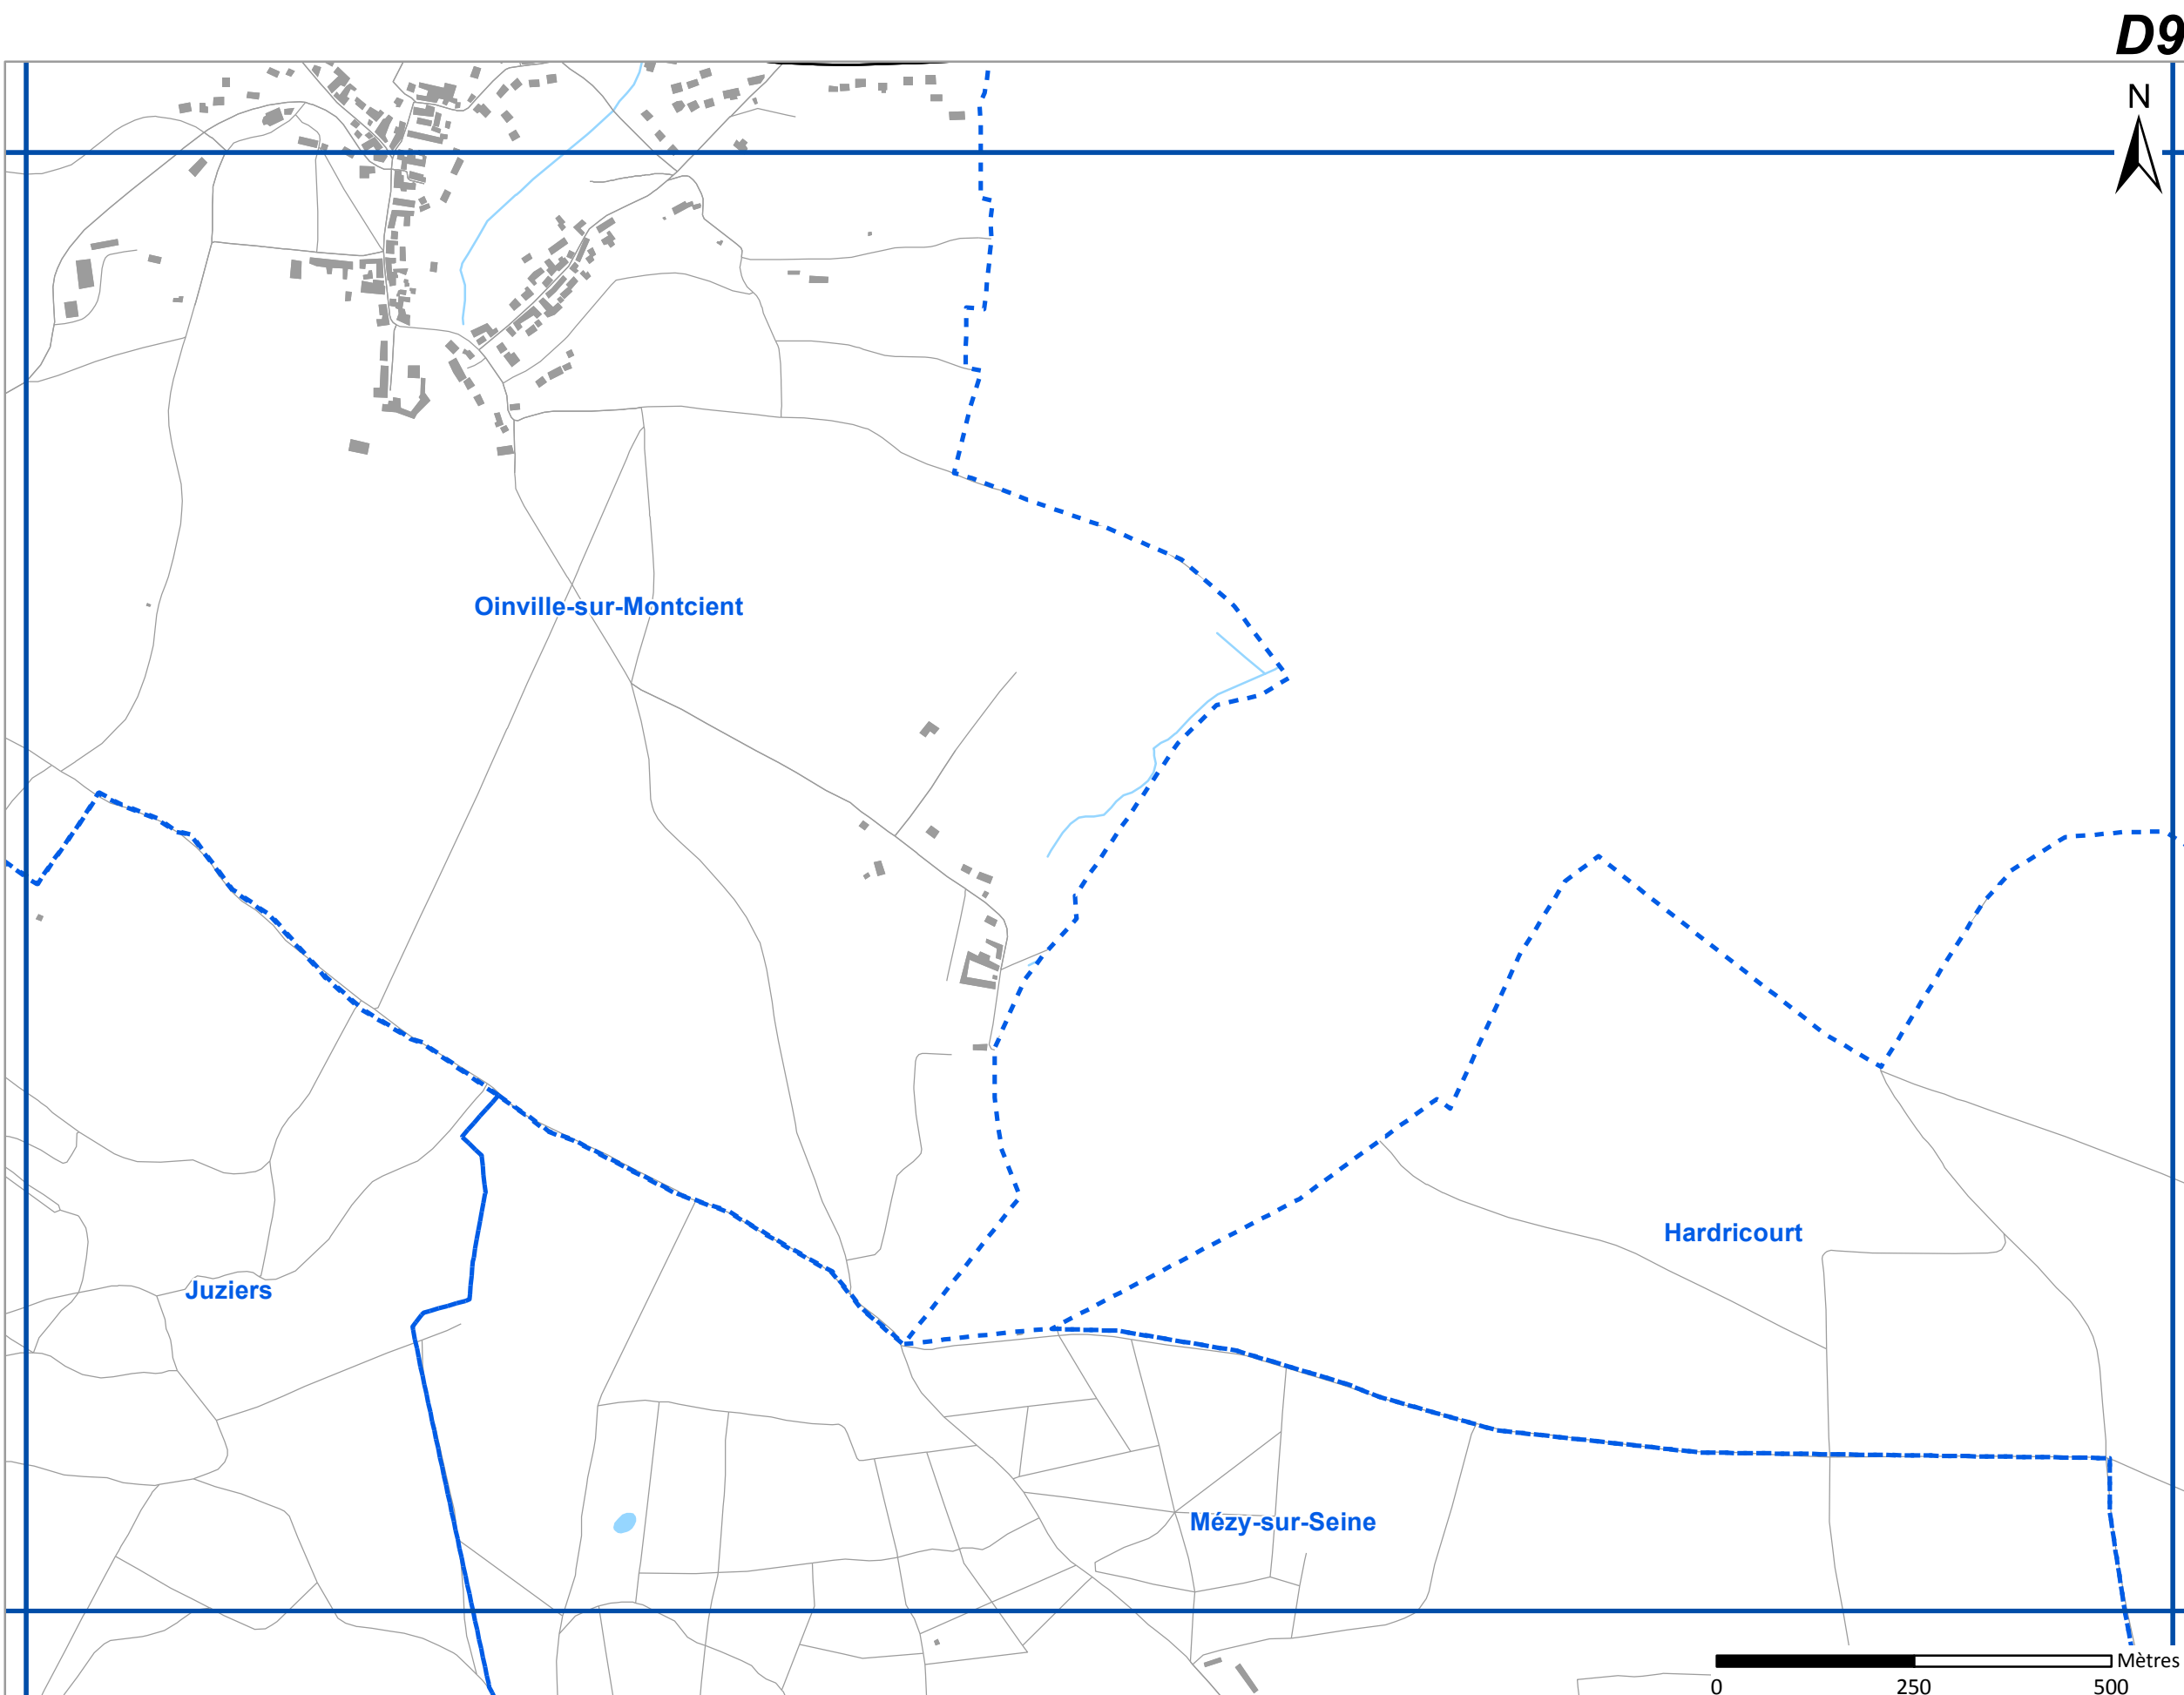 D9
N
Oinville-sur-Montcient
Hardricourt
Juziers
Mézy-sur-Seine
Mètres
0 250 500